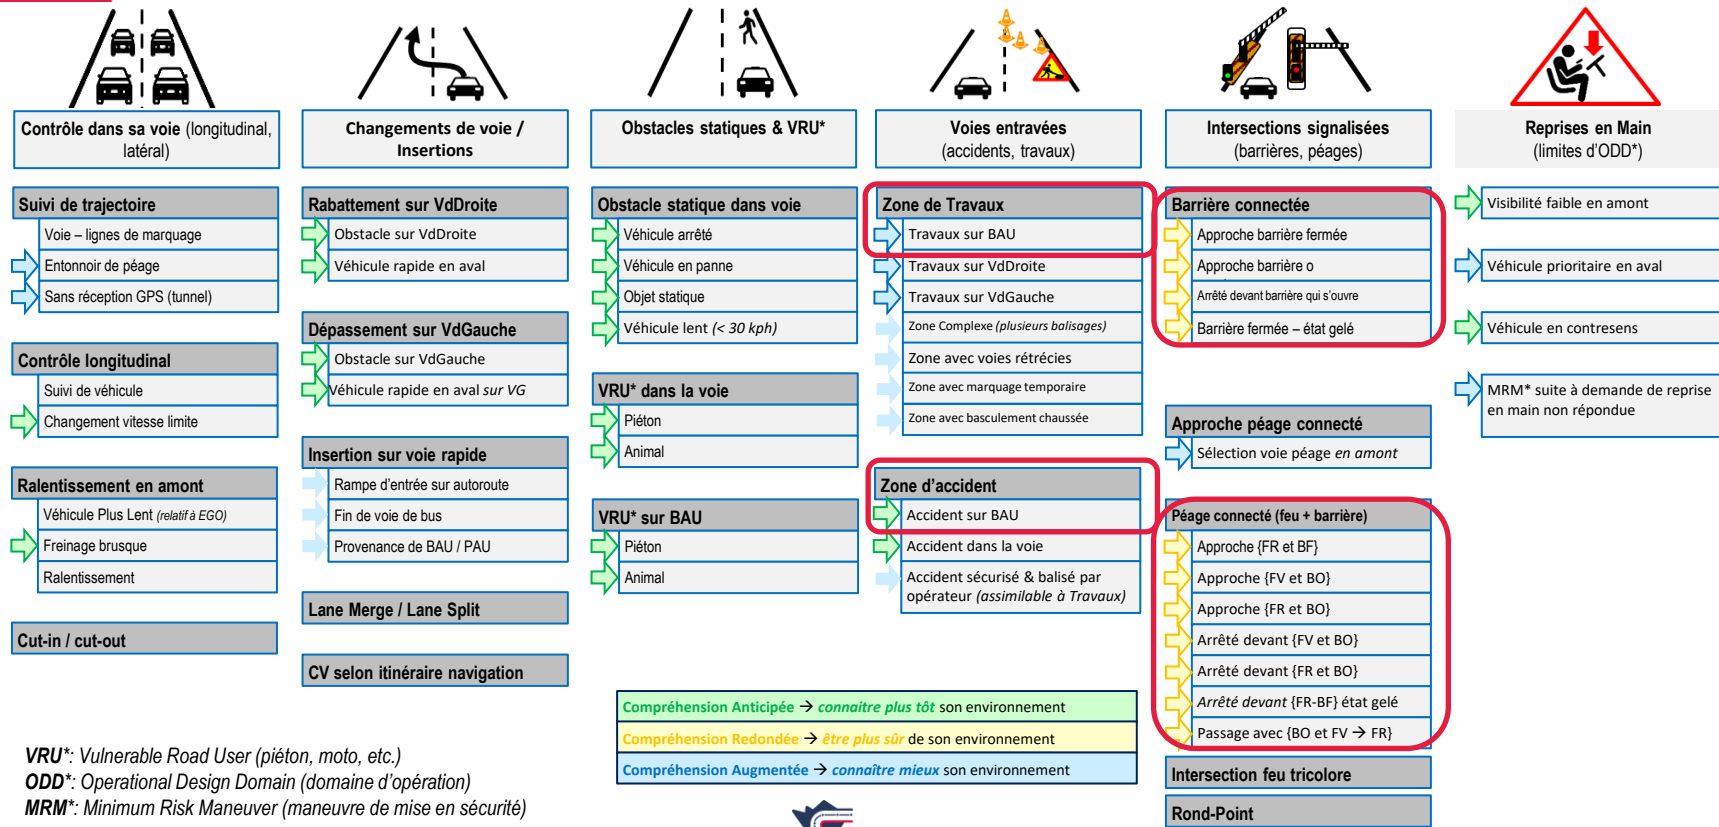 Contrôle dans sa voie (longitudinal,
latéral)
Suivi de trajectoire
Voie – lignes de marquage
Entonnoir de péage
Sans réception GPS (tunnel)
Contrôle longitudinal
Suivi de véhicule
Changement vitesse limite
Ralentissement en amont
Véhicule Plus Lent (relatif à EGO)
Freinage brusque
Ralentissement
Cut-in / cut-out
Changements de voie /
Insertions
Rabattement sur VdDroite
Obstacle sur VdDroite
Véhicule rapide en aval
Dépassement sur VdGauche
Obstacle sur VdGauche
Véhicule rapide en aval sur VG
Insertion sur voie rapide
Rampe d'entrée sur autoroute
Fin de voie de bus
Provenance de BAU / PAU
Lane Merge / Lane Split
CV selon itinéraire navigation
Obstacles statiques & VRU*
Obstacle statique dans voie
Véhicule arrêté
Véhicule en panne
Objet statique
Véhicule lent (< 30 kph)
VRU* dans la voie
Piéton
Animal
VRU* sur BAU
Piéton
Animal
Voies entravées
(accidents, travaux)
Zone de Travaux
Travaux sur BAU
Travaux sur VdDroite
Travaux sur VdGauche
Zone Complexe (plusieurs balisages)
Zone avec voies rétrécies
Zone avec marquage temporaire
Zone avec basculement chaussée
Zone d'accident
Accident sur BAU
Accident dans la voie
Accident sécurisé & balisé par
opérateur (assimilable à Travaux)
Intersections signalisées
(barrières, péages)
Barrière connectée
Approche barrière fermée
Approche barrière o
Arrêté devant barrière qui s'ouvre
Barrière fermée – état gelé
Approche péage connecté
Sélection voie péage en amont
Péage connecté (feu + barrière)
Approche {FR et BF}
Approche {FV et BO}
Approche {FR et BO}
Arrêté devant {FV et BO}
Arrêté devant {FR et BO}
Arrêté devant {FR-BF} état gelé
Passage avec {BO et FV → FR}
Intersection feu tricolore
Rond-Point
Reprises en Main
(limites d'ODD*)
Visibilité faible en amont
Véhicule prioritaire en aval
Véhicule en contresens
MRM* suite à demande de reprise
en main non répondue
Compréhension Anticipée → connaitre plus tôt son environnement
Compréhension Redondée → être plus sûr de son environnement
Compréhension Augmentée → connaître mieux son environnement
VRU*: Vulnerable Road User (piéton, moto, etc.)
ODD*: Operational Design Domain (domaine d'opération)
MRM*: Minimum Risk Maneuver (maneuvre de mise en sécurité)